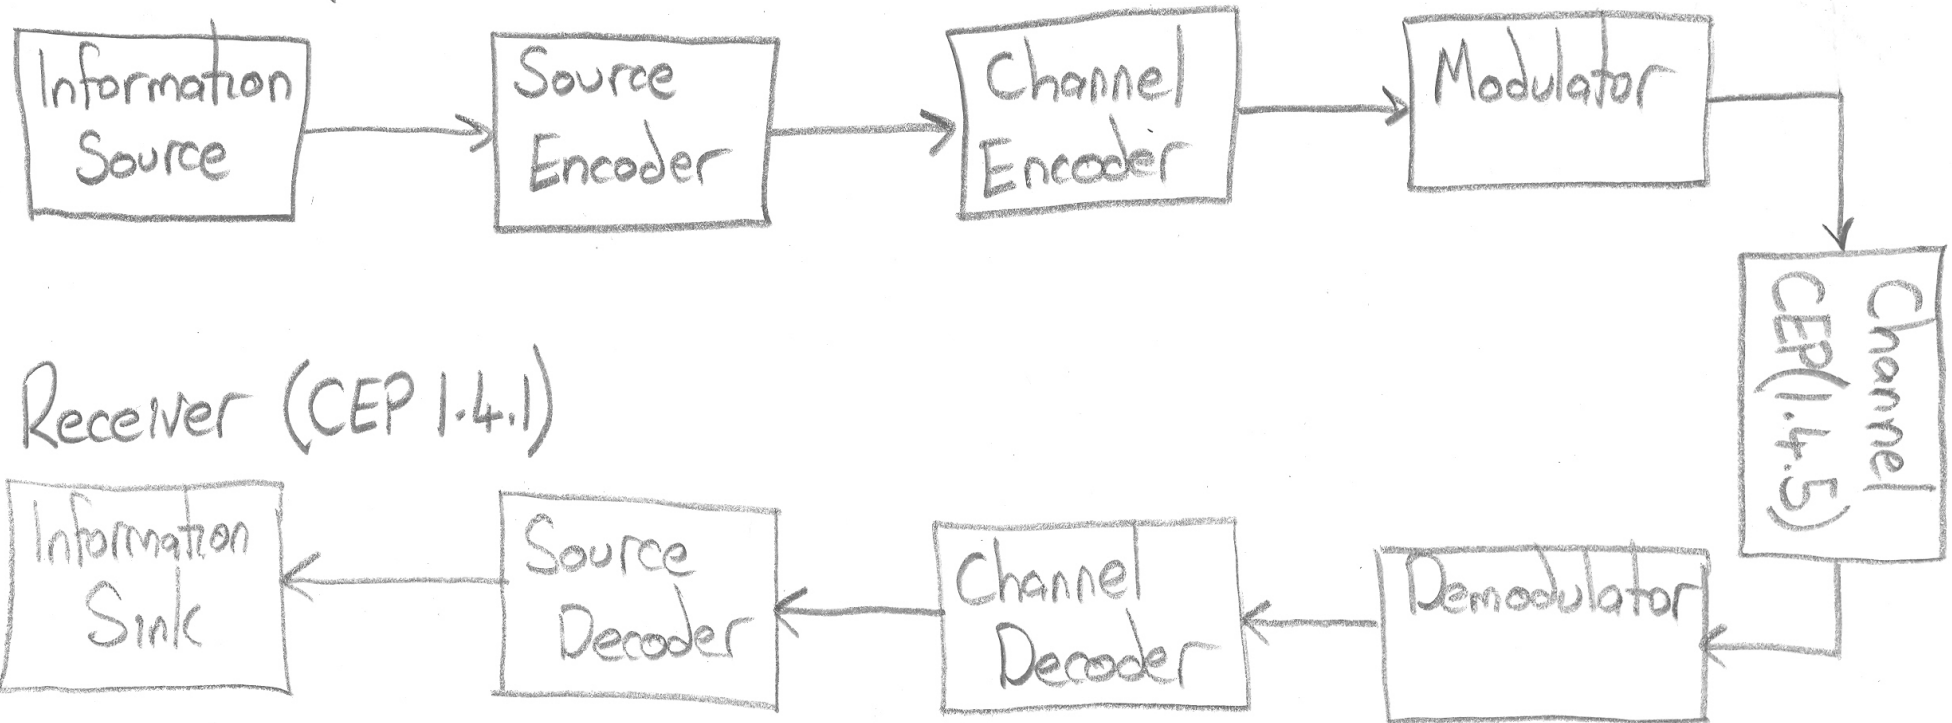 Information
Source
Source
Encoder
Channel
Encoder
Modulator
Channel
CEP(1.4.5)
Receiver (CEP 1.4.1)
Information
Sink
Source
Decoder
Channel
Decoder
Demodulator